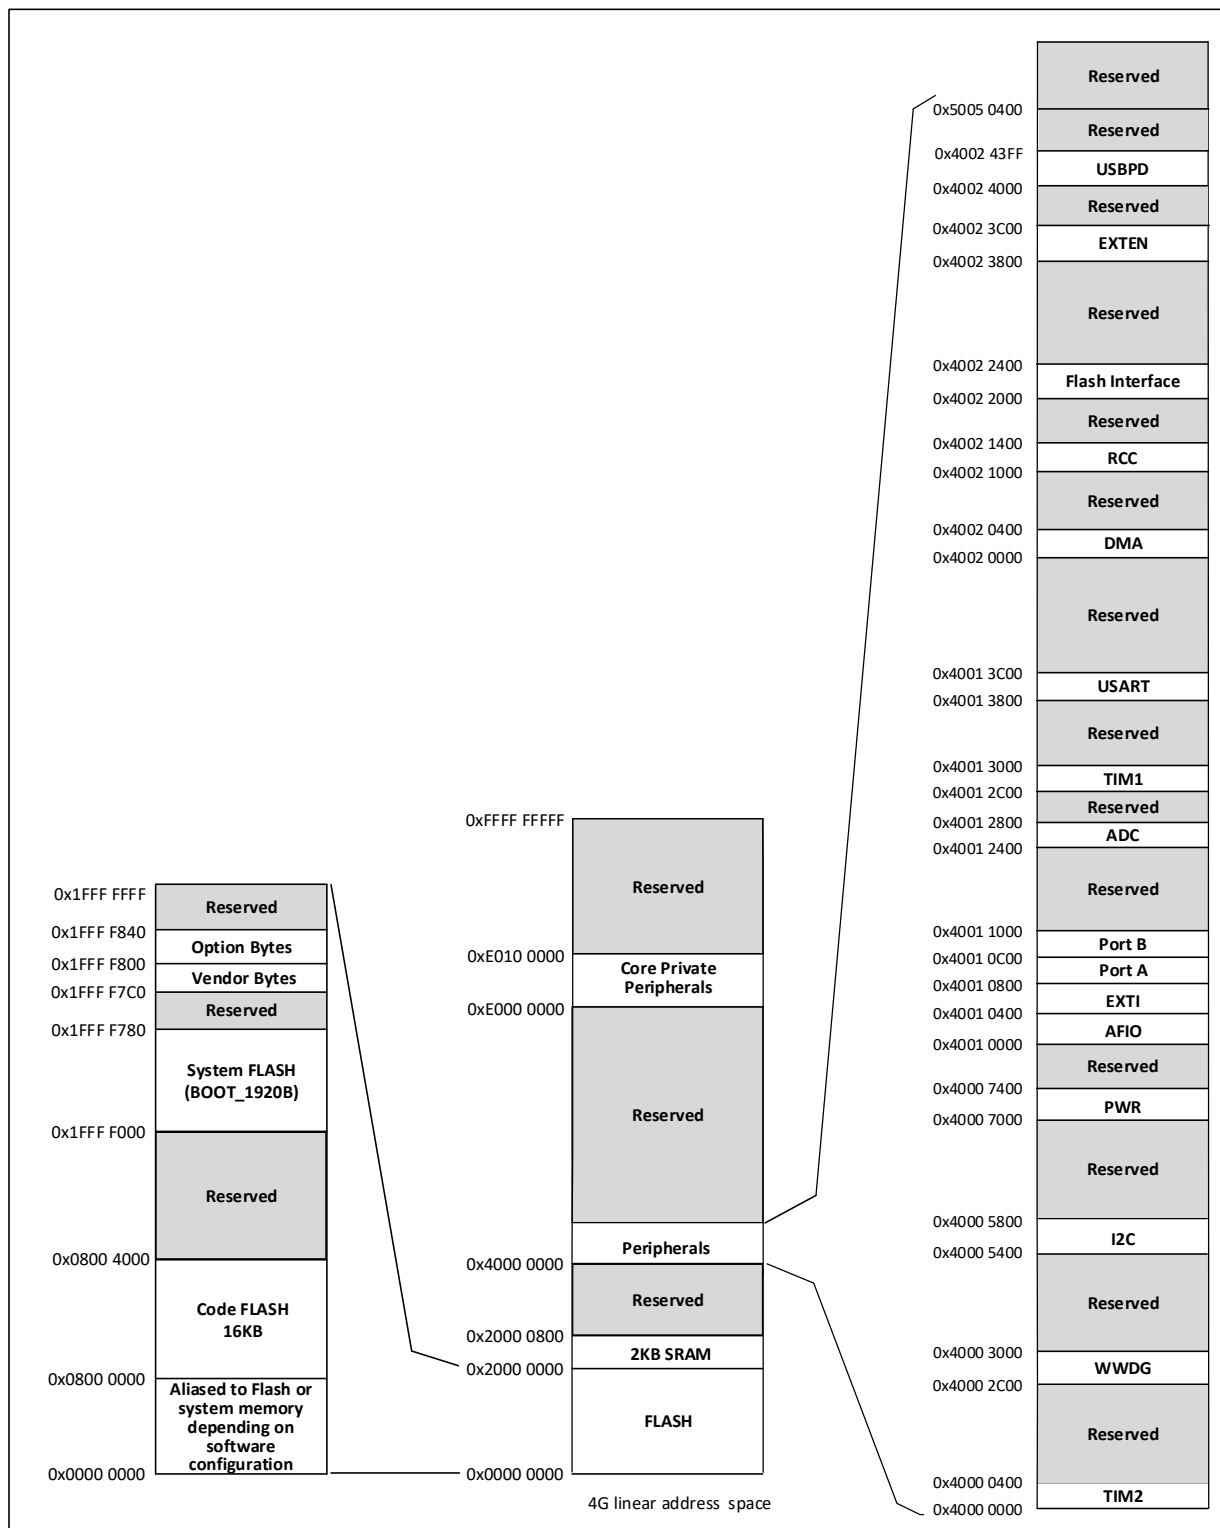 Reserved
0x5005 0400
Reserved
0x4002 43FF
USBPD
0x4002 4000
Reserved
0x4002 3C00
EXTEN
0x4002 3800
Reserved
0x4002 2400
Flash Interface
0x4002 2000
Reserved
0x4002 1400
RCC
0x4002 1000
Reserved
0x4002 0400
DMA
0x4002 0000
Reserved
0x4001 3C00
USART
0x4001 3800
Reserved
0x4001 3000
TIM1
0x4001 2C00
Reserved
0x4001 2800
ADC
0x4001 2400
Reserved
0x4001 1000
Port B
0x4001 0C00
Port A
0x4001 0800
EXTI
0x4001 0400
AFIO
0x4001 0000
Reserved
0x4000 7400
PWR
0x4000 7000
Reserved
0x4000 5800
I2C
0x4000 5400
Reserved
0x4000 3000
WWDG
0x4000 2C00
Reserved
0x4000 0400
TIM2
0x4000 0000
0xFFFF FFFFF
Reserved
0xE010 0000
Core Private
Peripherals
0xE000 0000
Reserved
Peripherals
0x4000 0000
Reserved
0x2000 0800
2KB SRAM
0x2000 0000
FLASH
0x0000 0000
4G linear address space
0x1FFF FFFF
Reserved
0x1FFF F840
Option Bytes
0x1FFF F800
Vendor Bytes
0x1FFF F7C0
Reserved
0x1FFF F780
System FLASH
(BOOT_1920B)
0x1FFF F000
Reserved
0x0800 4000
Code FLASH
16KB
0x0800 0000
Aliased to Flash or
system memory
depending on
software
configuration
0x0000 0000